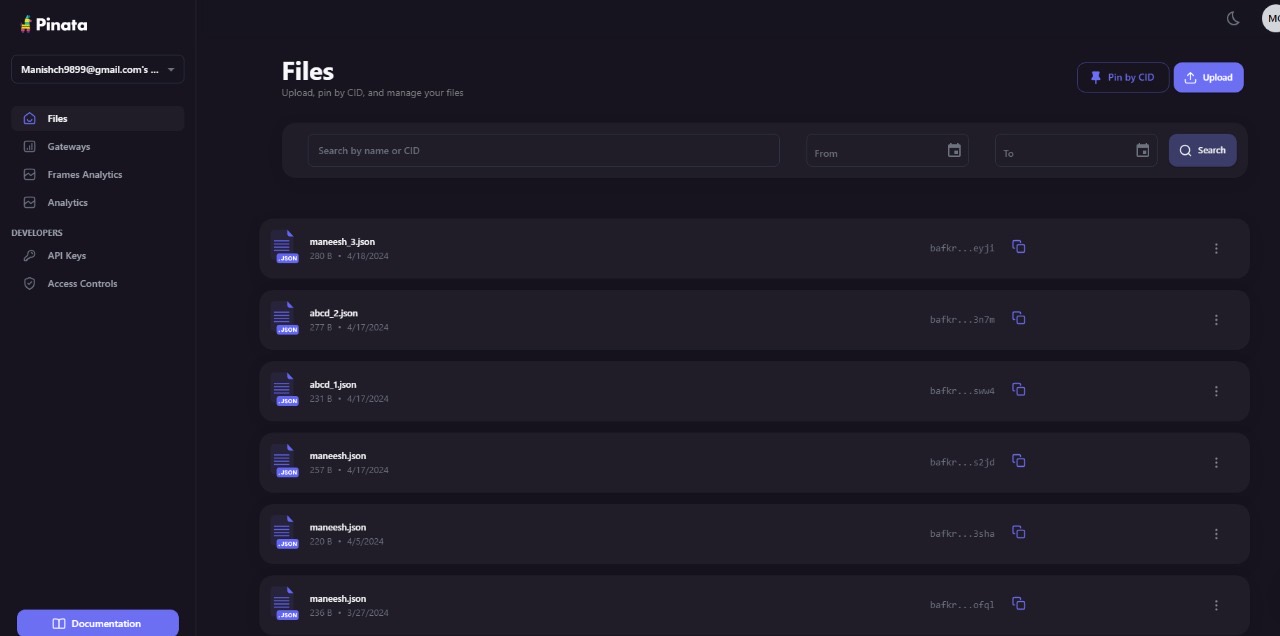 Pinata
MC
Manishch9899@gmail.com's ...
Files
Gateways
Frames Analytics
Analytics
DEVELOPERS
API Keys
Access Controls
Documentation
Files
Upload, pin by CID, and manage your files
Pin by CID
Upload
Search by name or CID
From
To
Search
maneesh_3.json
280 B • 4/18/2024
bafkr...eyji
.JSON
abcd_2.json
277 B • 4/17/2024
bafkr...3n7m
.JSON
abcd_1.json
231 B • 4/17/2024
bafkr...sww4
.JSON
maneesh.json
257 B • 4/17/2024
bafkr...s2jd
.JSON
maneesh.json
220 B • 4/5/2024
bafkr...3sha
.JSON
maneesh.json
236 B • 3/27/2024
bafkr...ofql
.JSON